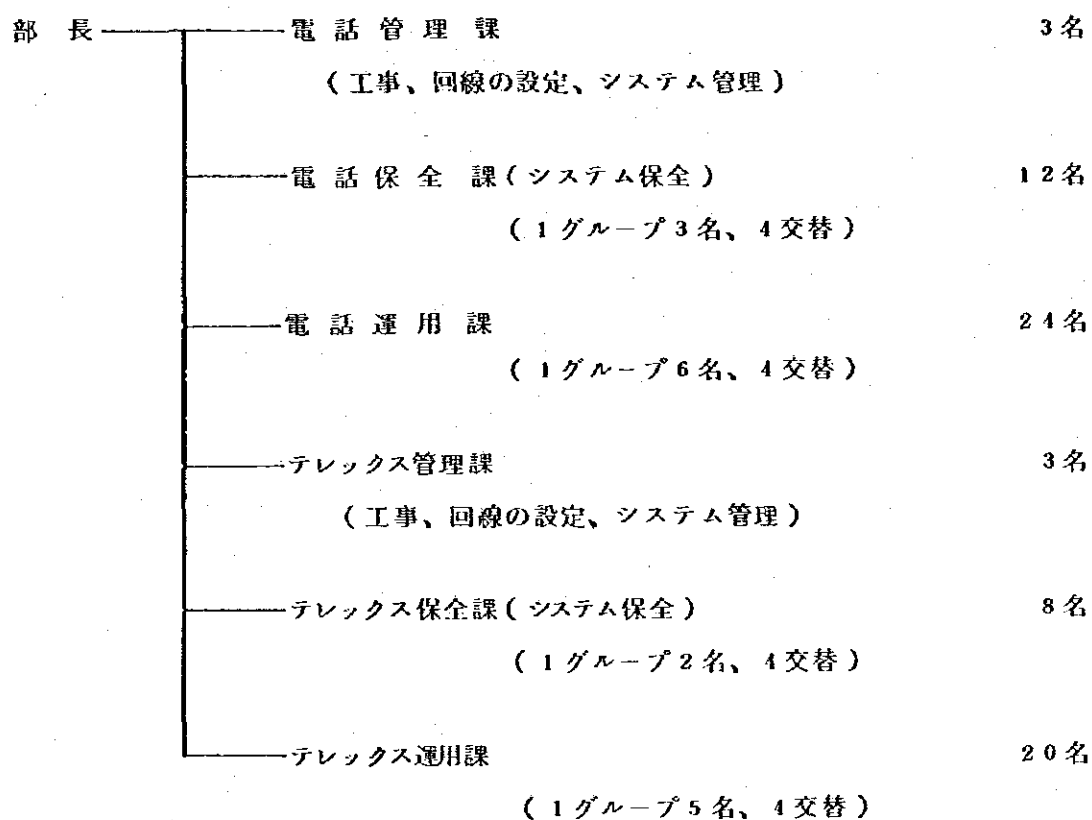 部長 電話管理課 3名
(工事、回線の設定、システム管理)
電話保全課(システム保全) 12名
(1グループ3名、4交替)
電話運用課 24名
(1グループ6名、4交替)
テレックス管理課 3名
(工事、回線の設定、システム管理)
テレックス保全課(システム保全) 8名
(1グループ2名、4交替)
テレックス運用課 20名
(1グループ5名、4交替)